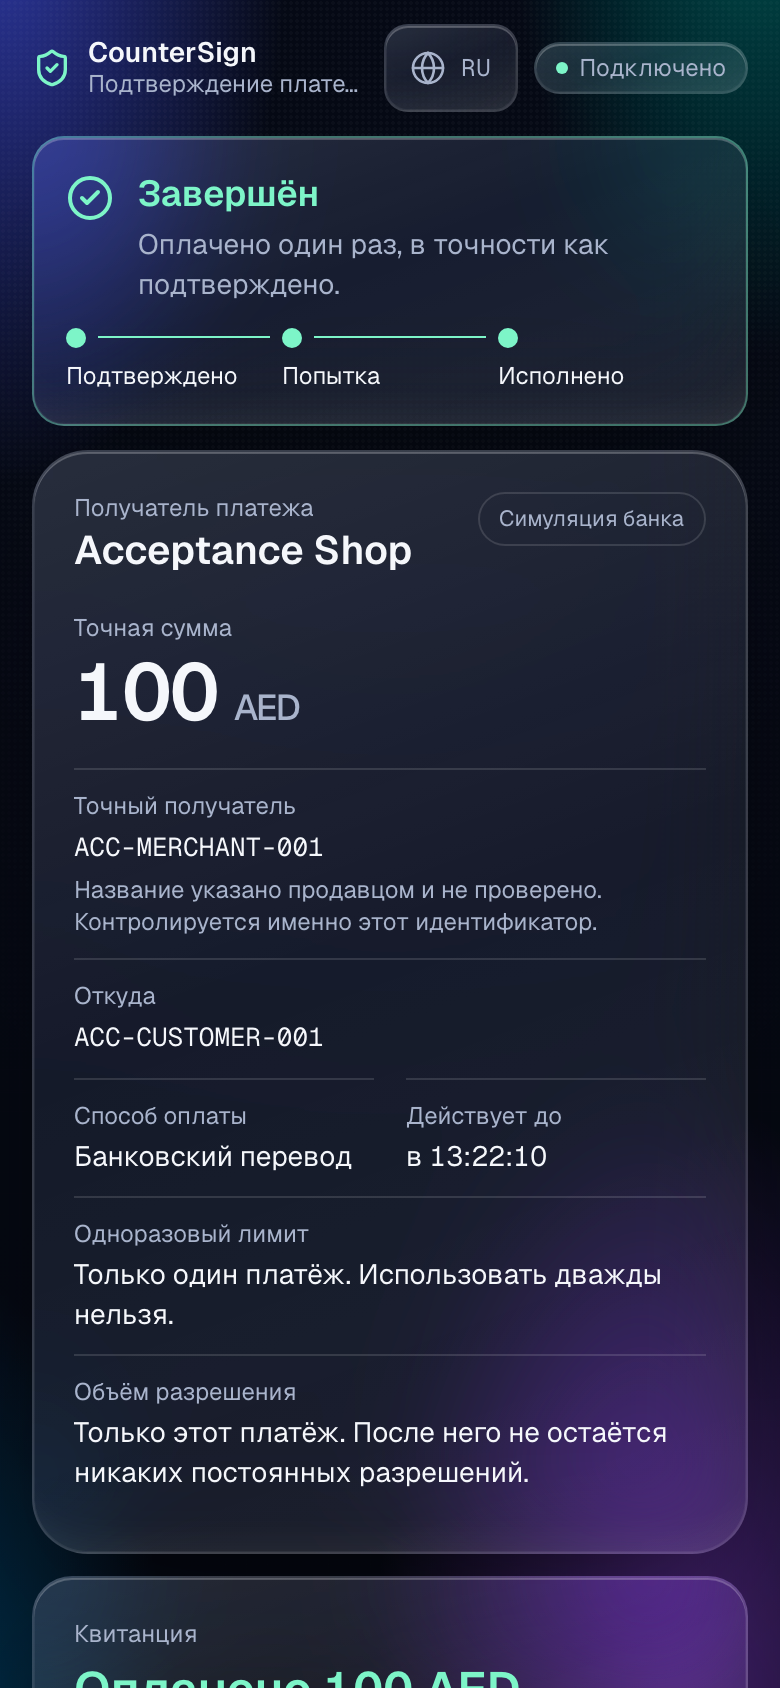 CounterSign
Подтверждение плате...
RU
Подключено
Завершён
Оплачено один раз, в точности как
подтверждено.
Подтверждено
Попытка
Исполнено
Получатель платежа
Симуляция банка
Acceptance Shop
Точная сумма
100 AED
Точный получатель
ACC-MERCHANT-001
Название указано продавцом и не проверено.
Контролируется именно этот идентификатор.
Откуда
ACC-CUSTOMER-001
Способ оплаты
Банковский перевод
Действует до
в 13:22:10
Одноразовый лимит
Только один платёж. Использовать дважды
нельзя.
Объём разрешения
Только этот платёж. После него не остаётся
никаких постоянных разрешений.
Квитанция
Оплачено 100 AED